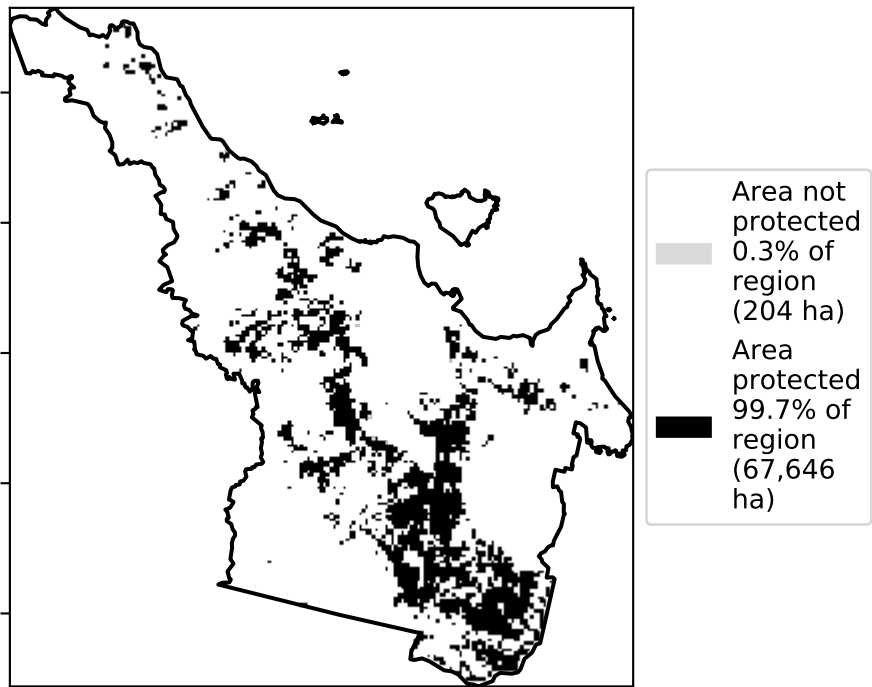 Area not
protected
0.3% of
region
(204 ha)
Area
protected
99.7% of
region
(67,646
ha)